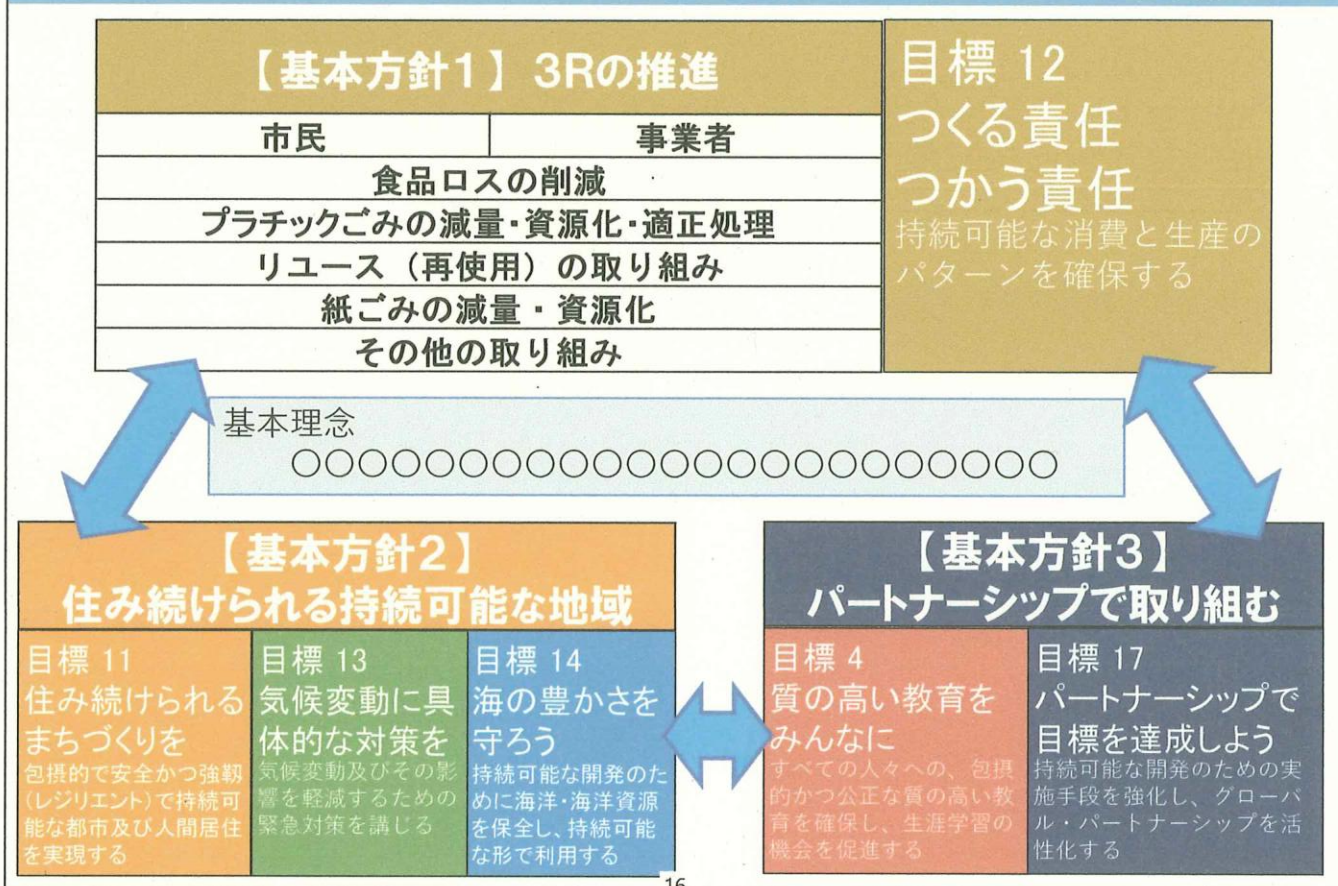 【基本方針1】 3Rの推進
市民
事業者
食品ロスの削減
プラチックごみの減量・資源化・適正処理
リユース（再使用）の取り組み
紙ごみの減量・資源化
その他の取り組み
目標 12
つくる責任
つかう責任
持続可能な消費と生産の
パターンを確保する
基本理念
○○○○○○○○○○○○○○○○○○○○○○○
【基本方針2】
住み続けられる持続可能な地域
目標 11
住み続けられる
まちづくりを
包摂的で安全かつ強靱
（レジリエント）で持続可
能な都市及び人間居住
を実現する
目標 13
気候変動に具
体的な対策を
気候変動及びその影
響を軽減するための
緊急対策を講じる
目標 14
海の豊かさを
守ろう
持続可能な開発のた
めに海洋・海洋資源
を保全し、持続可能
な形で利用する
【基本方針3】
パートナーシップで取り組む
目標 4
質の高い教育を
みんなに
すべての人々への、包摂
的かつ公正な質の高い教
育を確保し、生涯学習の
機会を促進する
目標 17
パートナーシップで
目標を達成しよう
持続可能な開発のための実
施手段を強化し、グローバ
ル・パートナーシップを活
性化する
16